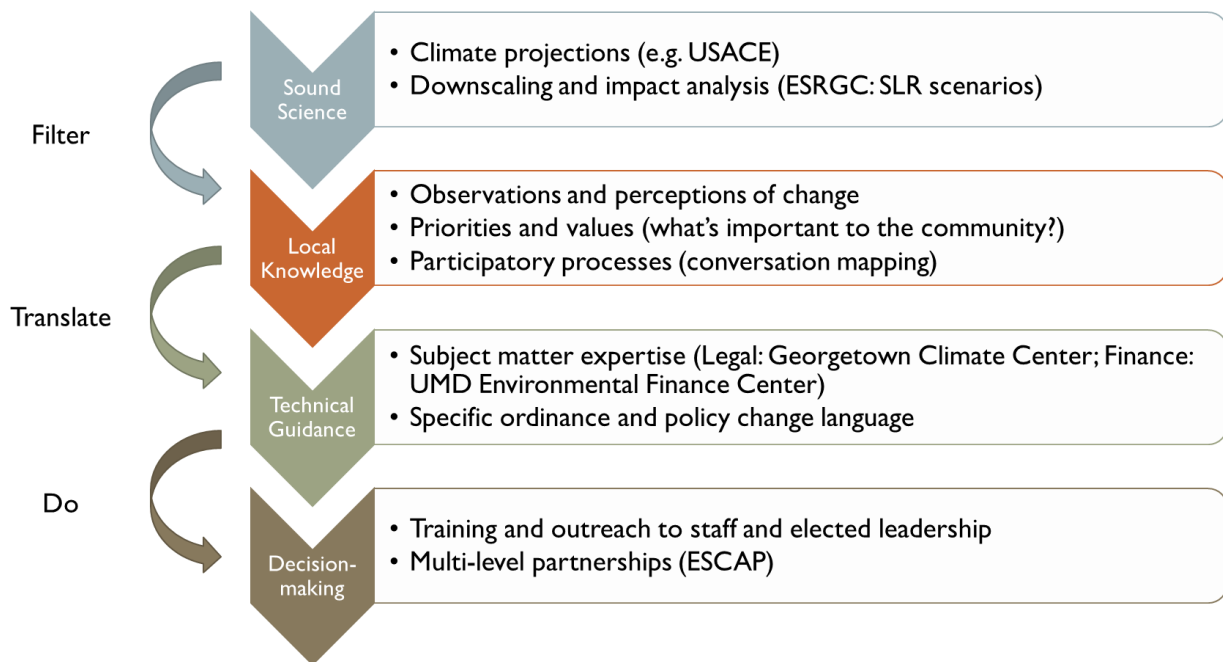 Sound
Science
• Climate projections (e.g. USACE)
• Downscaling and impact analysis (ESRGC: SLR scenarios)
Filter
Local
Knowledge
• Observations and perceptions of change
• Priorities and values (what's important to the community?)
• Participatory processes (conversation mapping)
Translate
Technical
Guidance
• Subject matter expertise (Legal: Georgetown Climate Center; Finance:
UMD Environmental Finance Center)
• Specific ordinance and policy change language
Do
Decision-
making
• Training and outreach to staff and elected leadership
• Multi-level partnerships (ESCAP)